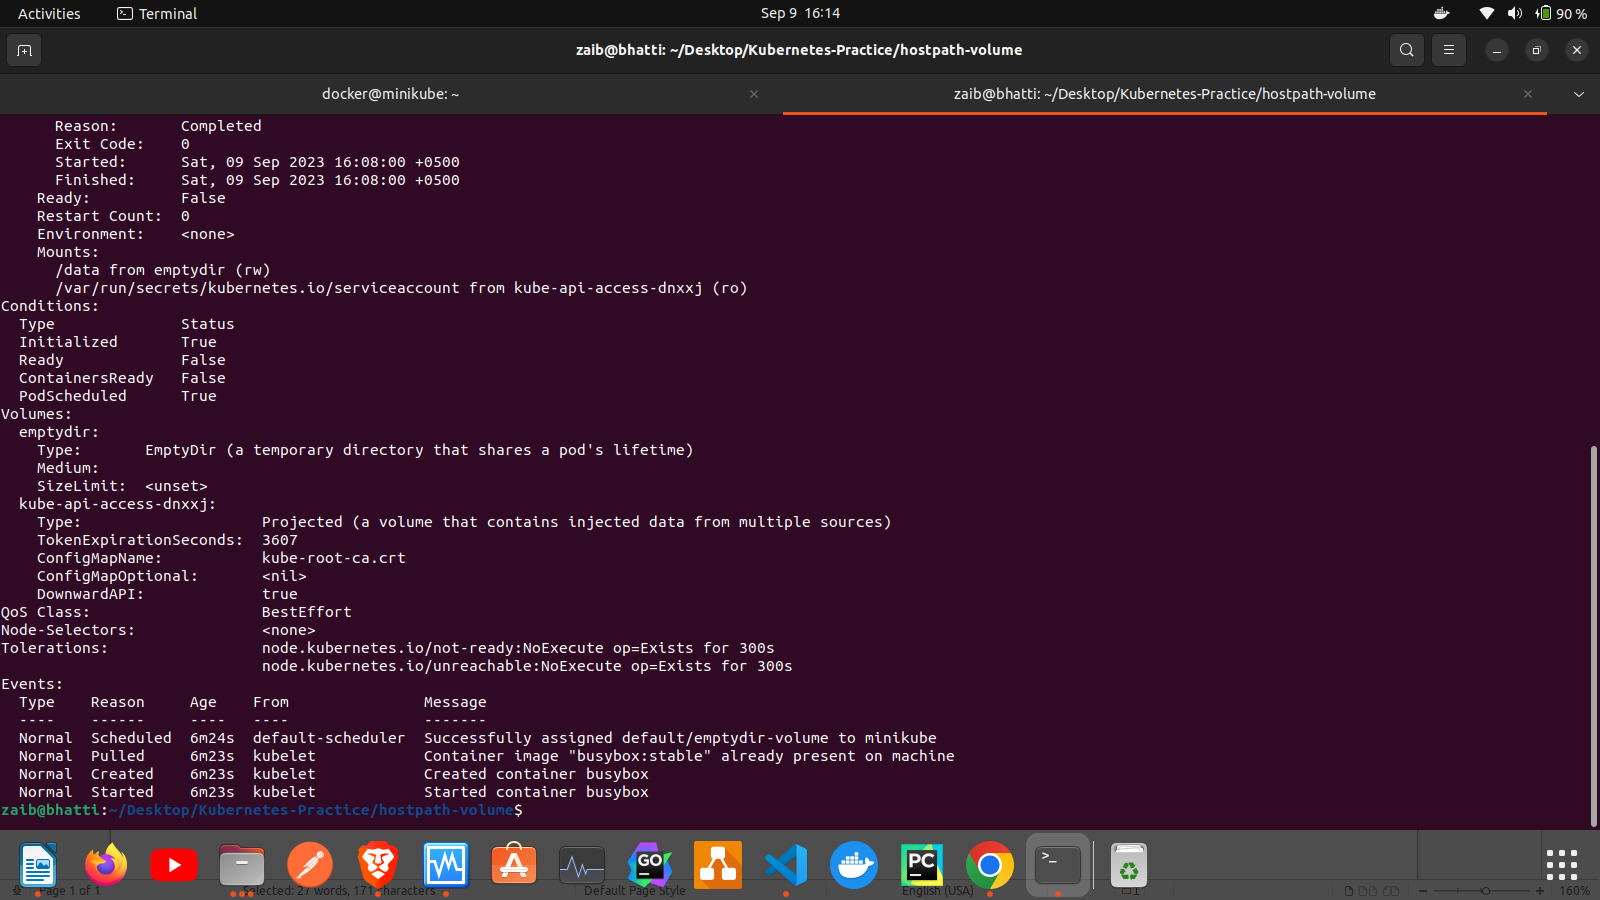 Activities Terminal Sep 9 16:14 90 %
zaib@bhatti: ~/Desktop/Kubernetes-Practice/hostpath-volume
docker@minikube: ~ zaib@bhatti: ~/Desktop/Kubernetes-Practice/hostpath-volume
Reason: Completed
Exit Code: 0
Started: Sat, 09 Sep 2023 16:08:00 +0500
Finished: Sat, 09 Sep 2023 16:08:00 +0500
Ready: False
Restart Count: 0
Environment: <none>
Mounts:
/data from emptydir (rw)
/var/run/secrets/kubernetes.io/serviceaccount from kube-api-access-dnxxj (ro)
Conditions:
Type Status
Initialized True
Ready False
ContainersReady False
PodScheduled True
Volumes:
emptydir:
Type: EmptyDir (a temporary directory that shares a pod's lifetime)
Medium:
SizeLimit: <unset>
kube-api-access-dnxxj:
Type: Projected (a volume that contains injected data from multiple sources)
TokenExpirationSeconds: 3607
ConfigMapName: kube-root-ca.crt
ConfigMapOptional: <nil>
DownwardAPI: true
QoS Class: BestEffort
Node-Selectors: <none>
Tolerations: node.kubernetes.io/not-ready:NoExecute op=Exists for 300s
node.kubernetes.io/unreachable:NoExecute op=Exists for 300s
Events:
Type Reason Age From Message
---- ------ ---- ---- -------
Normal Scheduled 6m24s default-scheduler Successfully assigned default/emptydir-volume to minikube
Normal Pulled 6m23s kubelet Container image "busybox:stable" already present on machine
Normal Created 6m23s kubelet Created container busybox
Normal Started 6m23s kubelet Started container busybox
zaib@bhatti:~/Desktop/Kubernetes-Practice/hostpath-volume$
GO PC >_
Page 1 of 1 Selected: 27 words, 171 characters Default Page Style English (USA) 160%